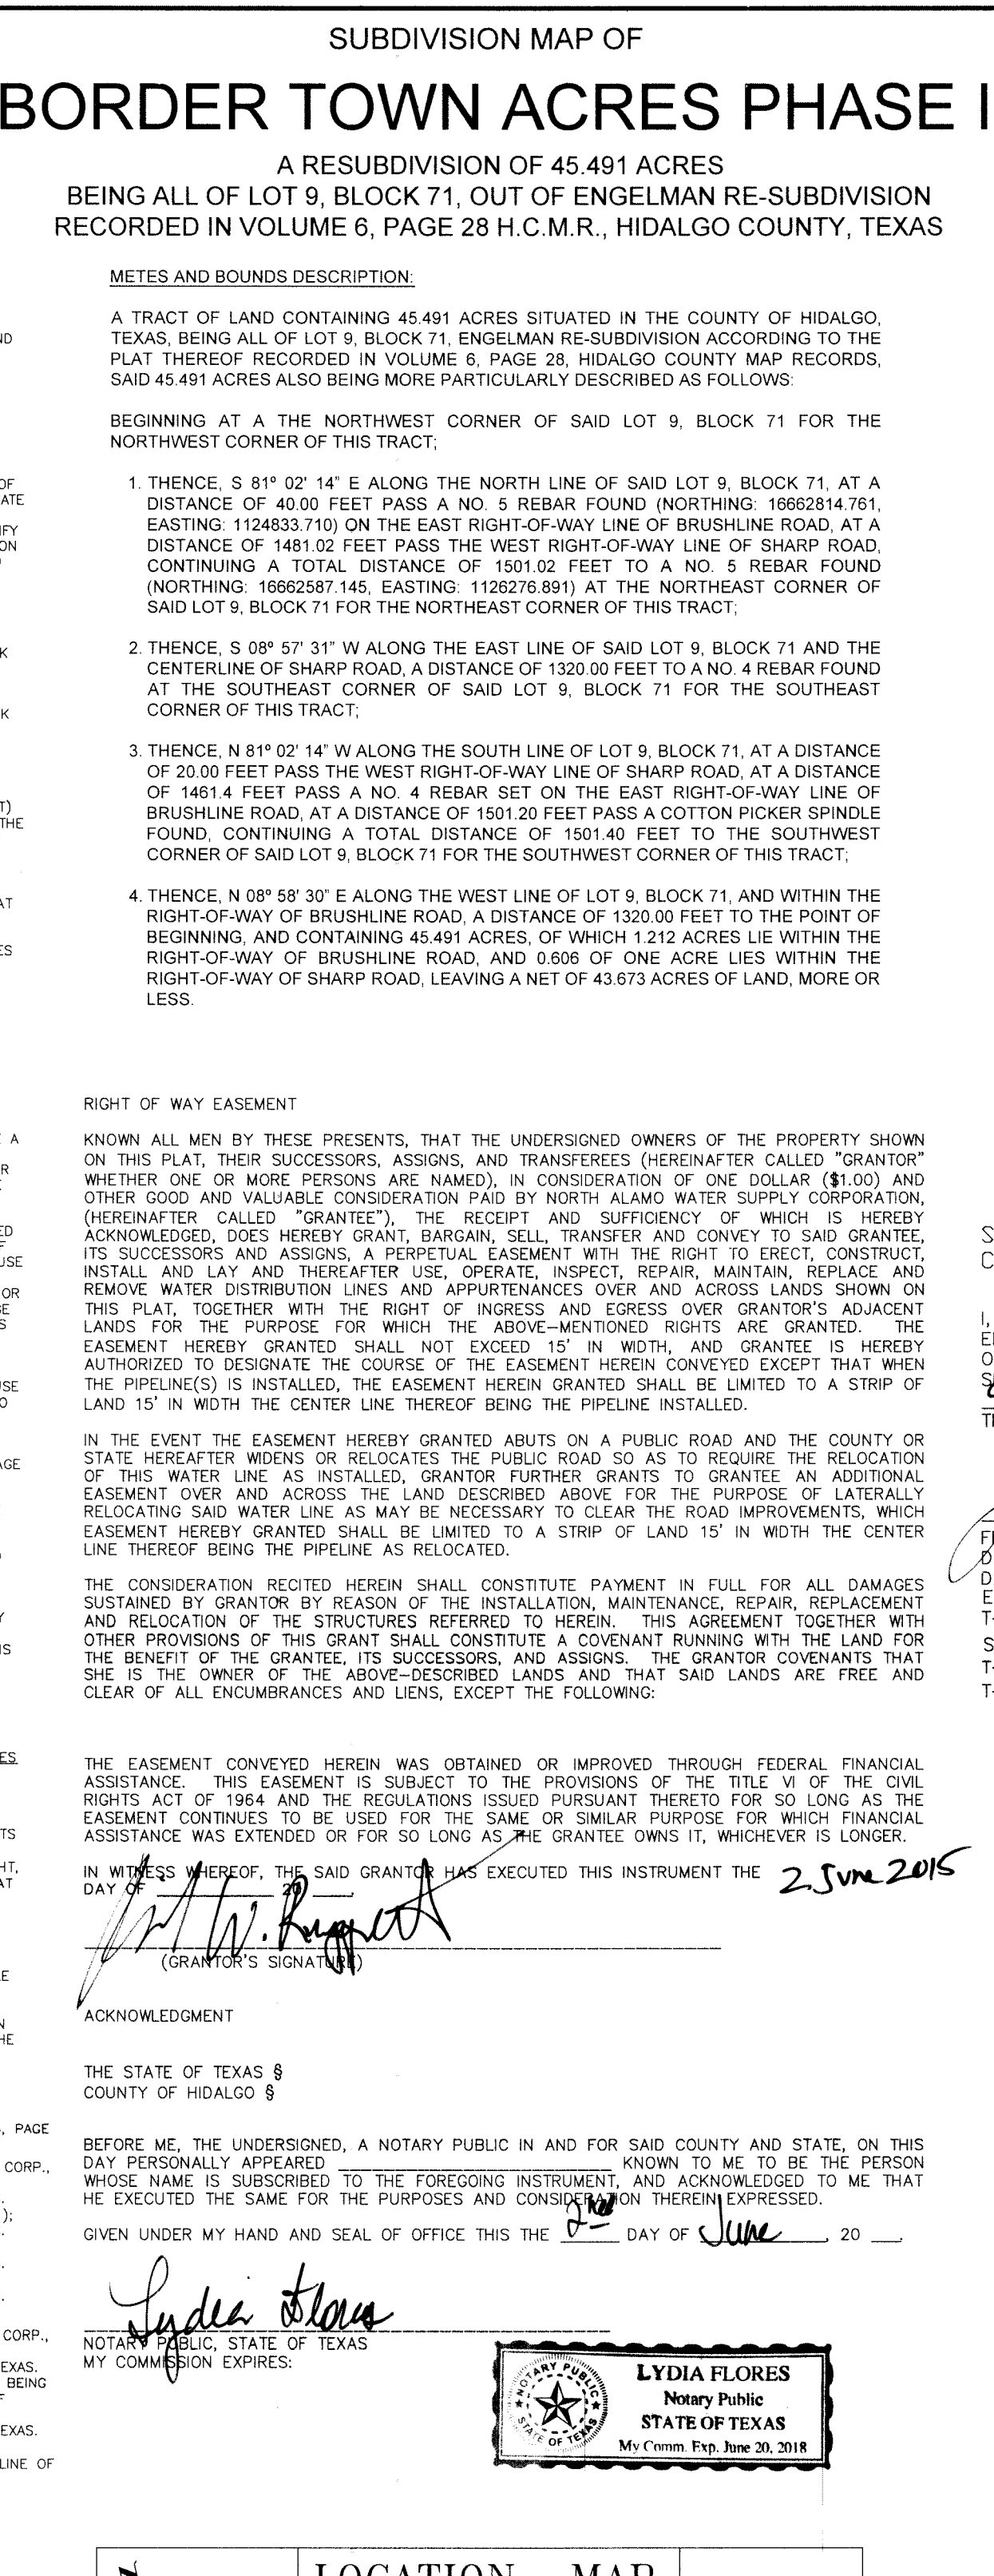 SUBDIVISION MAP OF
BORDER TOWN ACRES PHASE I
A RESUBDIVISION OF 45.491 ACRES
BEING ALL OF LOT 9, BLOCK 71, OUT OF ENGELMAN RE-SUBDIVISION
RECORDED IN VOLUME 6, PAGE 28 H.C.M.R., HIDALGO COUNTY, TEXAS
METES AND BOUNDS DESCRIPTION:
A TRACT OF LAND CONTAINING 45.491 ACRES SITUATED IN THE COUNTY OF HIDALGO,
TEXAS, BEING ALL OF LOT 9, BLOCK 71, ENGELMAN RE-SUBDIVISION ACCORDING TO THE
PLAT THEREOF RECORDED IN VOLUME 6, PAGE 28, HIDALGO COUNTY MAP RECORDS,
SAID 45.491 ACRES ALSO BEING MORE PARTICULARLY DESCRIBED AS FOLLOWS:
BEGINNING AT A THE NORTHWEST CORNER OF SAID LOT 9, BLOCK 71 FOR THE
NORTHWEST CORNER OF THIS TRACT;
1. THENCE, S 81º 02' 14" E ALONG THE NORTH LINE OF SAID LOT 9, BLOCK 71, AT A
DISTANCE OF 40.00 FEET PASS A NO. 5 REBAR FOUND (NORTHING: 16662814.761,
EASTING: 1124833.710) ON THE EAST RIGHT-OF-WAY LINE OF BRUSHLINE ROAD, AT A
DISTANCE OF 1481.02 FEET PASS THE WEST RIGHT-OF-WAY LINE OF SHARP ROAD,
CONTINUING A TOTAL DISTANCE OF 1501.02 FEET TO A NO. 5 REBAR FOUND
(NORTHING: 16662587.145, EASTING: 1126276.891) AT THE NORTHEAST CORNER OF
SAID LOT 9, BLOCK 71 FOR THE NORTHEAST CORNER OF THIS TRACT;
2. THENCE, S 08º 57' 31" W ALONG THE EAST LINE OF SAID LOT 9, BLOCK 71 AND THE
CENTERLINE OF SHARP ROAD, A DISTANCE OF 1320.00 FEET TO A NO. 4 REBAR FOUND
AT THE SOUTHEAST CORNER OF SAID LOT 9, BLOCK 71 FOR THE SOUTHEAST
CORNER OF THIS TRACT;
3. THENCE, N 81º 02' 14" W ALONG THE SOUTH LINE OF LOT 9, BLOCK 71, AT A DISTANCE
OF 20.00 FEET PASS THE WEST RIGHT-OF-WAY LINE OF SHARP ROAD, AT A DISTANCE
OF 1461.4 FEET PASS A NO. 4 REBAR SET ON THE EAST RIGHT-OF-WAY LINE OF
BRUSHLINE ROAD, AT A DISTANCE OF 1501.20 FEET PASS A COTTON PICKER SPINDLE
FOUND, CONTINUING A TOTAL DISTANCE OF 1501.40 FEET TO THE SOUTHWEST
CORNER OF SAID LOT 9, BLOCK 71 FOR THE SOUTHWEST CORNER OF THIS TRACT;
4. THENCE, N 08º 58' 30" E ALONG THE WEST LINE OF LOT 9, BLOCK 71, AND WITHIN THE
RIGHT-OF-WAY OF BRUSHLINE ROAD, A DISTANCE OF 1320.00 FEET TO THE POINT OF
BEGINNING, AND CONTAINING 45.491 ACRES, OF WHICH 1.212 ACRES LIE WITHIN THE
RIGHT-OF-WAY OF BRUSHLINE ROAD, AND 0.606 OF ONE ACRE LIES WITHIN THE
RIGHT-OF-WAY OF SHARP ROAD, LEAVING A NET OF 43.673 ACRES OF LAND, MORE OR
LESS.
RIGHT OF WAY EASEMENT
KNOWN ALL MEN BY THESE PRESENTS, THAT THE UNDERSIGNED OWNERS OF THE PROPERTY SHOWN
ON THIS PLAT, THEIR SUCCESSORS, ASSIGNS, AND TRANSFEREES (HEREINAFTER CALLED "GRANTOR"
WHETHER ONE OR MORE PERSONS ARE NAMED), IN CONSIDERATION OF ONE DOLLAR ($1.00) AND
OTHER GOOD AND VALUABLE CONSIDERATION PAID BY NORTH ALAMO WATER SUPPLY CORPORATION,
(HEREINAFTER CALLED "GRANTEE"), THE RECEIPT AND SUFFICIENCY OF WHICH IS HEREBY
ACKNOWLEDGED, DOES HEREBY GRANT, BARGAIN, SELL, TRANSFER AND CONVEY TO SAID GRANTEE,
ITS SUCCESSORS AND ASSIGNS, A PERPETUAL EASEMENT WITH THE RIGHT TO ERECT, CONSTRUCT,
INSTALL AND LAY AND THEREAFTER USE, OPERATE, INSPECT, REPAIR, MAINTAIN, REPLACE AND
REMOVE WATER DISTRIBUTION LINES AND APPURTENANCES OVER AND ACROSS LANDS SHOWN ON
THIS PLAT, TOGETHER WITH THE RIGHT OF INGRESS AND EGRESS OVER GRANTOR'S ADJACENT
LANDS FOR THE PURPOSE FOR WHICH THE ABOVE-MENTIONED RIGHTS ARE GRANTED. THE
EASEMENT HEREBY GRANTED SHALL NOT EXCEED 15' IN WIDTH, AND GRANTEE IS HEREBY
AUTHORIZED TO DESIGNATE THE COURSE OF THE EASEMENT HEREIN CONVEYED EXCEPT THAT WHEN
THE PIPELINE(S) IS INSTALLED, THE EASEMENT HEREIN GRANTED SHALL BE LIMITED TO A STRIP OF
LAND 15' IN WIDTH THE CENTER LINE THEREOF BEING THE PIPELINE INSTALLED.
IN THE EVENT THE EASEMENT HEREBY GRANTED ABUTS ON A PUBLIC ROAD AND THE COUNTY OR
STATE HEREAFTER WIDENS OR RELOCATES THE PUBLIC ROAD SO AS TO REQUIRE THE RELOCATION
OF THIS WATER LINE AS INSTALLED, GRANTOR FURTHER GRANTS TO GRANTEE AN ADDITIONAL
EASEMENT OVER AND ACROSS THE LAND DESCRIBED ABOVE FOR THE PURPOSE OF LATERALLY
RELOCATING SAID WATER LINE AS MAY BE NECESSARY TO CLEAR THE ROAD IMPROVEMENTS, WHICH
EASEMENT HEREBY GRANTED SHALL BE LIMITED TO A STRIP OF LAND 15' IN WIDTH THE CENTER
LINE THEREOF BEING THE PIPELINE AS RELOCATED.
THE CONSIDERATION RECITED HEREIN SHALL CONSTITUTE PAYMENT IN FULL FOR ALL DAMAGES
SUSTAINED BY GRANTOR BY REASON OF THE INSTALLATION, MAINTENANCE, REPAIR, REPLACEMENT
AND RELOCATION OF THE STRUCTURES REFERRED TO HEREIN. THIS AGREEMENT TOGETHER WITH
OTHER PROVISIONS OF THIS GRANT SHALL CONSTITUTE A COVENANT RUNNING WITH THE LAND FOR
THE BENEFIT OF THE GRANTEE, ITS SUCCESSORS, AND ASSIGNS. THE GRANTOR COVENANTS THAT
SHE IS THE OWNER OF THE ABOVE-DESCRIBED LANDS AND THAT SAID LANDS ARE FREE AND
CLEAR OF ALL ENCUMBRANCES AND LIENS, EXCEPT THE FOLLOWING:
THE EASEMENT CONVEYED HEREIN WAS OBTAINED OR IMPROVED THROUGH FEDERAL FINANCIAL
ASSISTANCE. THIS EASEMENT IS SUBJECT TO THE PROVISIONS OF THE TITLE VI OF THE CIVIL
RIGHTS ACT OF 1964 AND THE REGULATIONS ISSUED PURSUANT THERETO FOR SO LONG AS THE
EASEMENT CONTINUES TO BE USED FOR THE SAME OR SIMILAR PURPOSE FOR WHICH FINANCIAL
ASSISTANCE WAS EXTENDED OR FOR SO LONG AS THE GRANTEE OWNS IT, WHICHEVER IS LONGER.
IN WITNESS WHEREOF, THE SAID GRANTOR HAS EXECUTED THIS INSTRUMENT THE 2 June 2015
DAY OF ____ 20 ____.
(GRANTOR'S SIGNATURE)
ACKNOWLEDGMENT
THE STATE OF TEXAS §
COUNTY OF HIDALGO §
BEFORE ME, THE UNDERSIGNED, A NOTARY PUBLIC IN AND FOR SAID COUNTY AND STATE, ON THIS
DAY PERSONALLY APPEARED ____ KNOWN TO ME TO BE THE PERSON
WHOSE NAME IS SUBSCRIBED TO THE FOREGOING INSTRUMENT, AND ACKNOWLEDGED TO ME THAT
HE EXECUTED THE SAME FOR THE PURPOSES AND CONSIDERATION THEREIN EXPRESSED.
GIVEN UNDER MY HAND AND SEAL OF OFFICE THIS THE 2nd DAY OF June, 20 ___.
Lydia Flores
NOTARY PUBLIC, STATE OF TEXAS
MY COMMISSION EXPIRES:
NOTARY PUBLIC
STATE OF TEXAS
LYDIA FLORES
Notary Public
STATE OF TEXAS
My Comm. Exp. June 20, 2018
LOCATION MAP